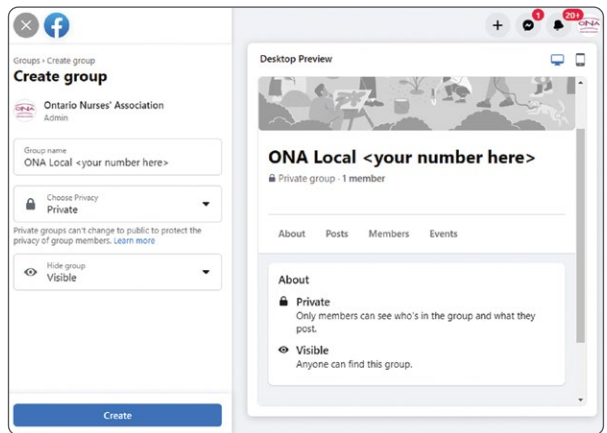 1
20+
ONA
Groups › Create group
Create group
ONA
Ontario Nurses' Association
Admin
Group name
ONA Local <your number here>
Choose Privacy
Private
Private groups can't change to public to protect the
privacy of group members. Learn more
Hide group
Visible
Create
Desktop Preview
ONA Local <your number here>
Private group · 1 member
About Posts Members Events
About
Private
Only members can see who's in the group and what they
post.
Visible
Anyone can find this group.